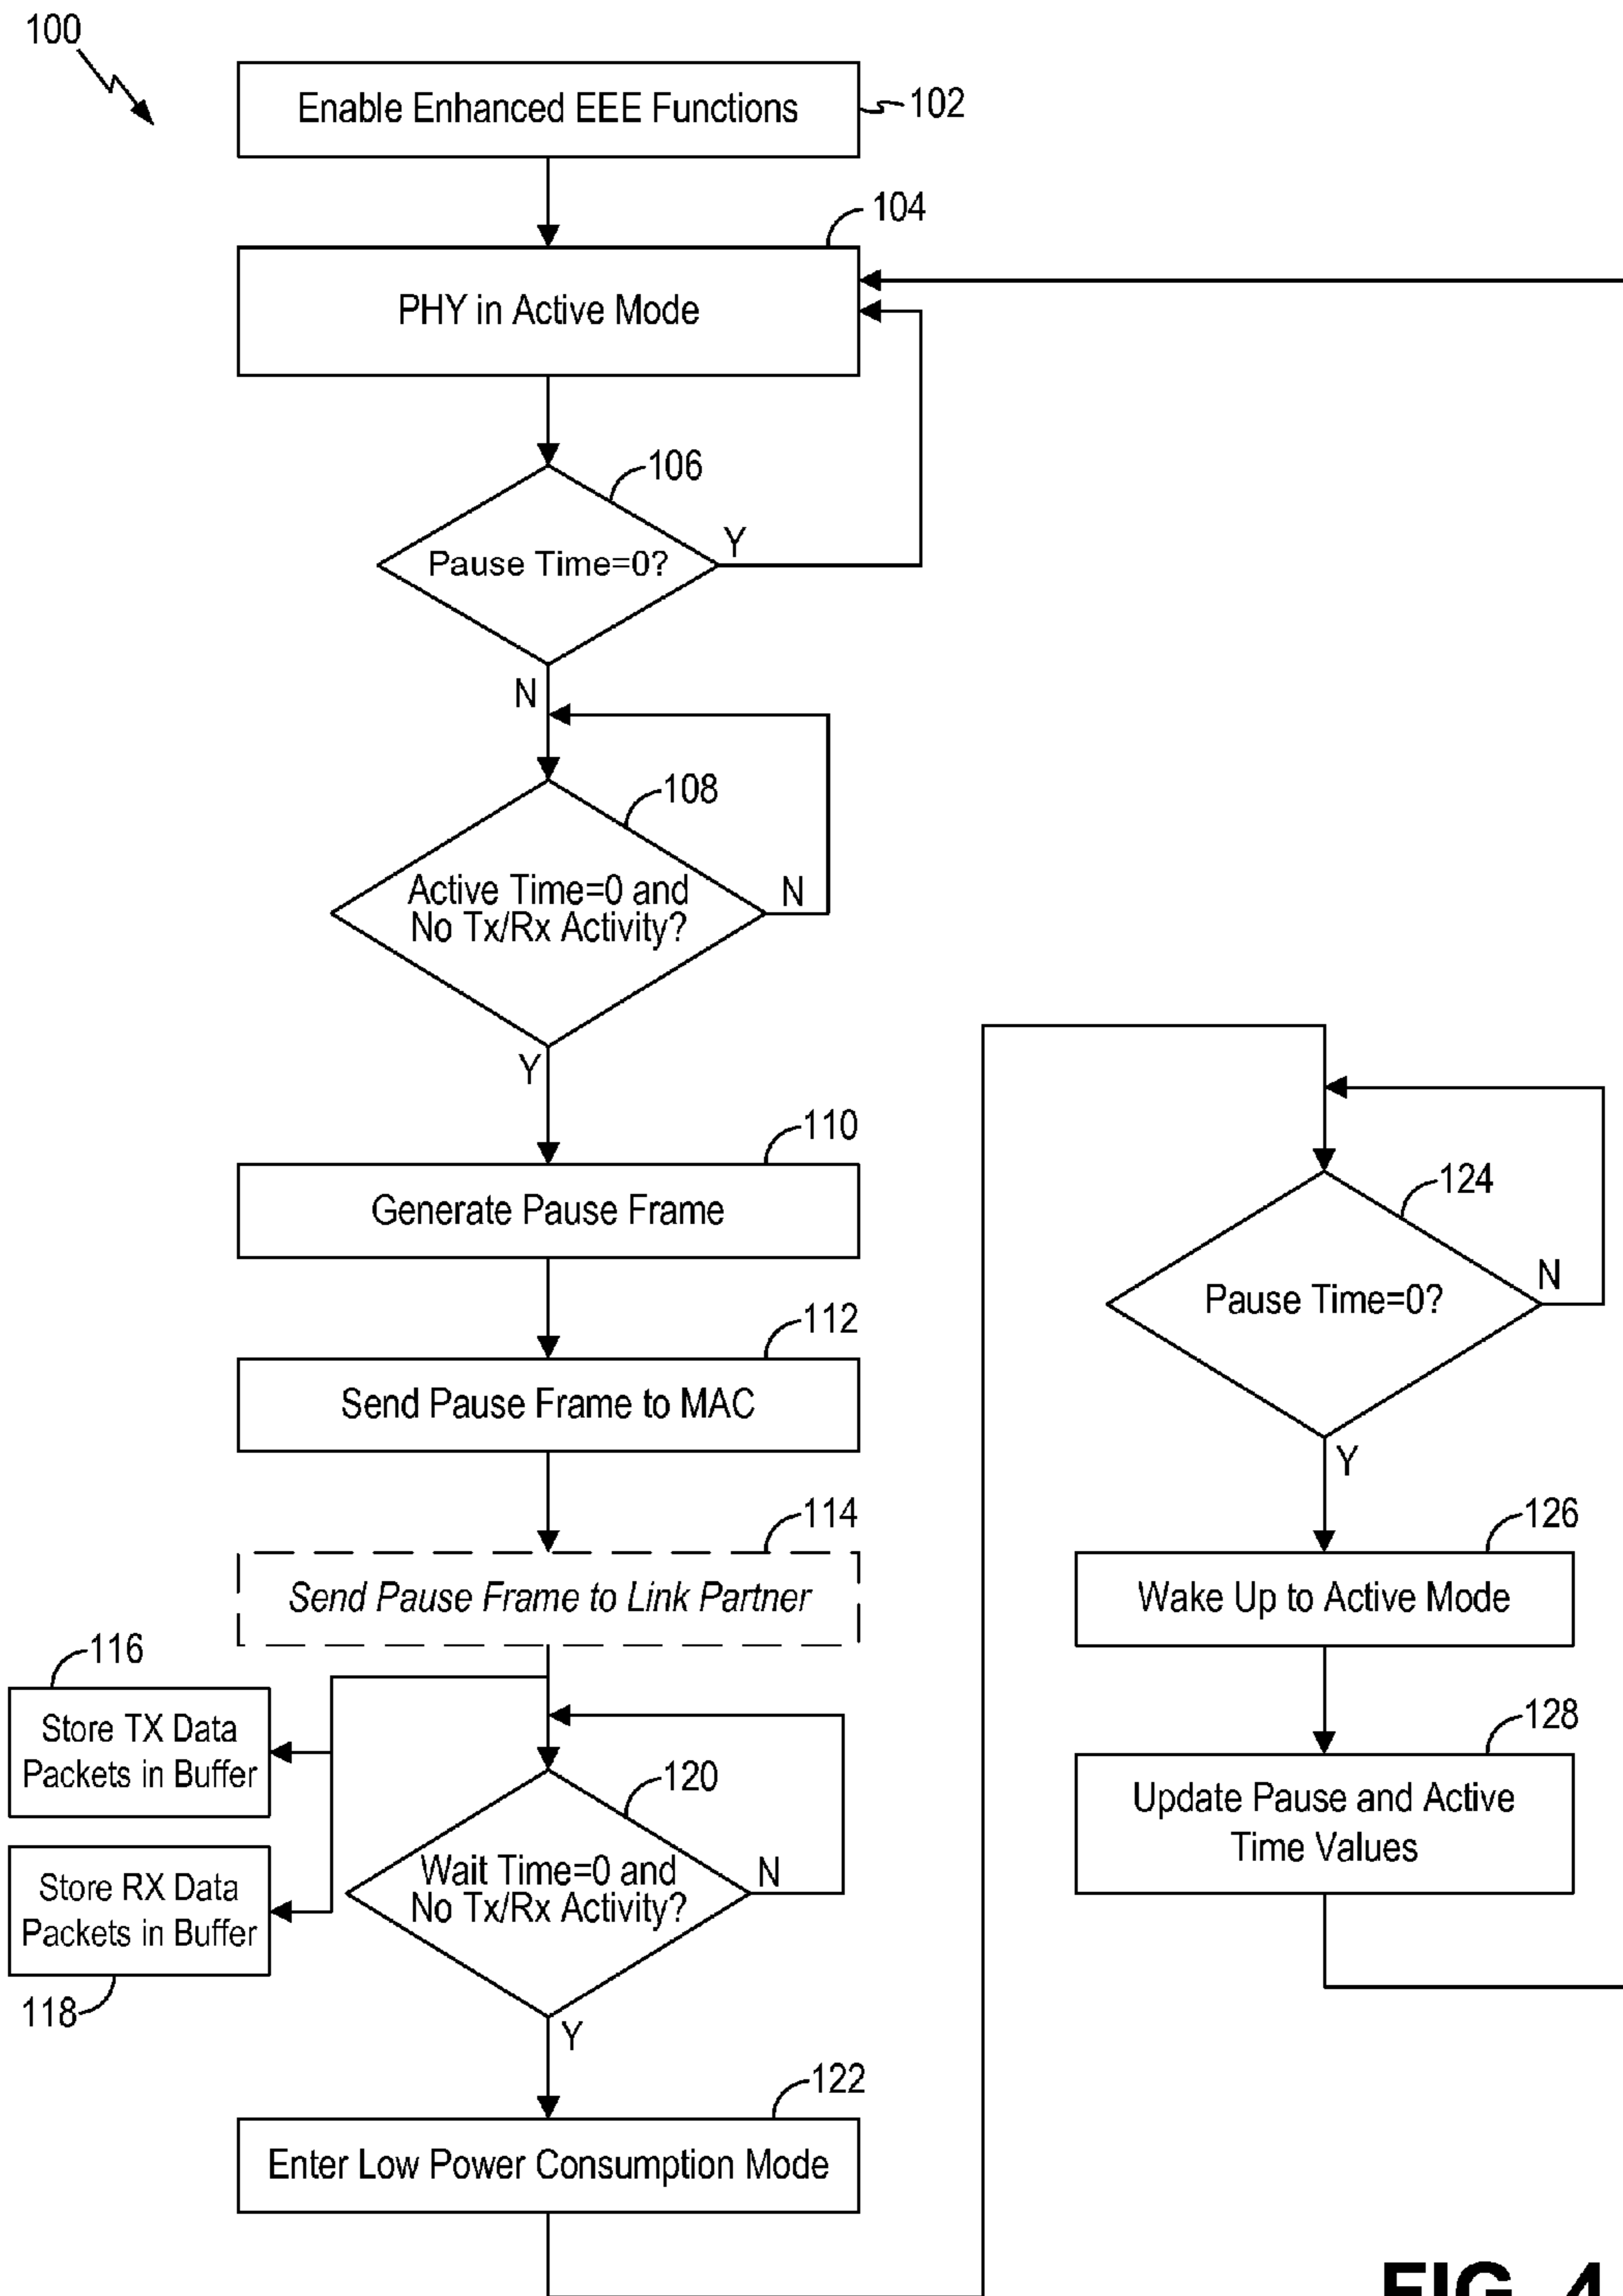 100
Enable Enhanced EEE Functions
102
104
PHY in Active Mode
106
Pause Time=0?
Y
N
108
Active Time=0 and
No Tx/Rx Activity?
N
Y
110
Generate Pause Frame
112
Send Pause Frame to MAC
114
Send Pause Frame to Link Partner
116
Store TX Data
Packets in Buffer
Store RX Data
Packets in Buffer
118
120
Wait Time=0 and
No Tx/Rx Activity?
N
Y
122
Enter Low Power Consumption Mode
124
Pause Time=0?
N
Y
126
Wake Up to Active Mode
128
Update Pause and Active
Time Values
FIG. 4